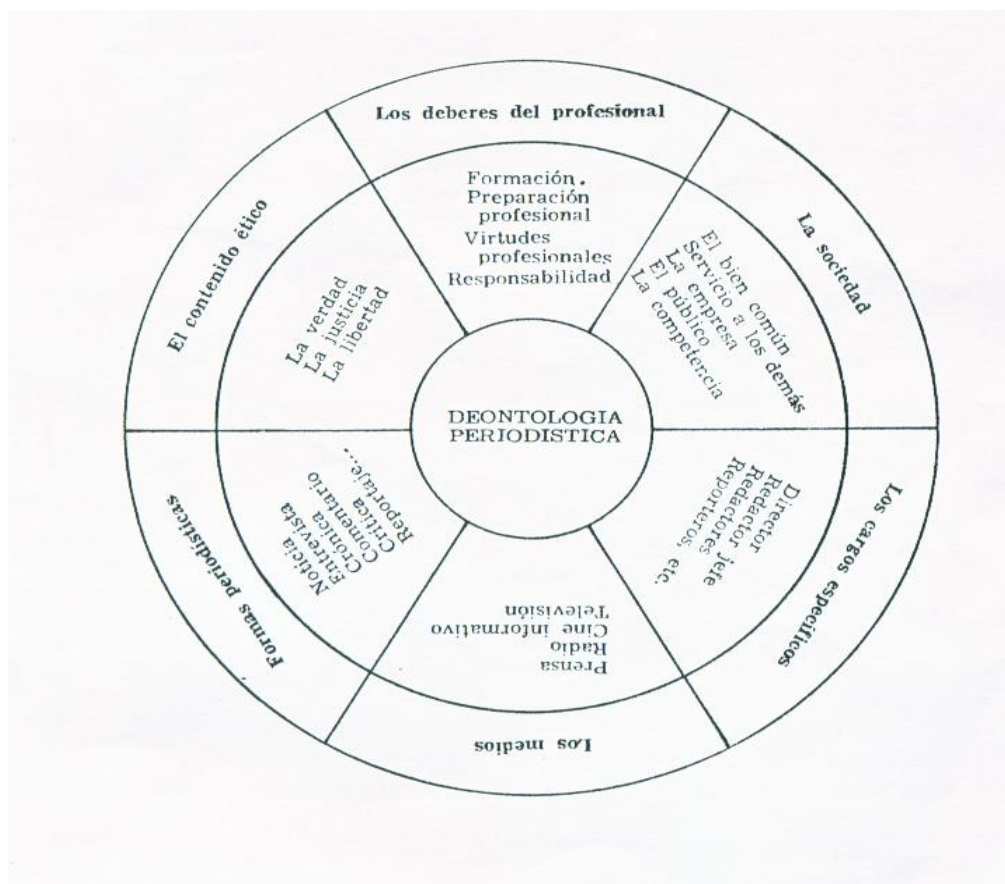 Los deberes del profesional
Formación.
Preparación
profesional
Virtudes
profesionales
Responsabilidad
La sociedad
El bien común
Servicio a los demás
La empresa
El público
La competencia
Los cargos específicos
Director
Redactor jefe
Redactores
Reporteros, etc.
Los medios
Prensa
Radio
Cine informativo
Televisión
Formas periodísticas
Noticia
Entrevista
Crónica
Comentario
Crítica
Reportaje...
El contenido ético
La verdad
La justicia
La libertad
DEONTOLOGIA
PERIODISTICA